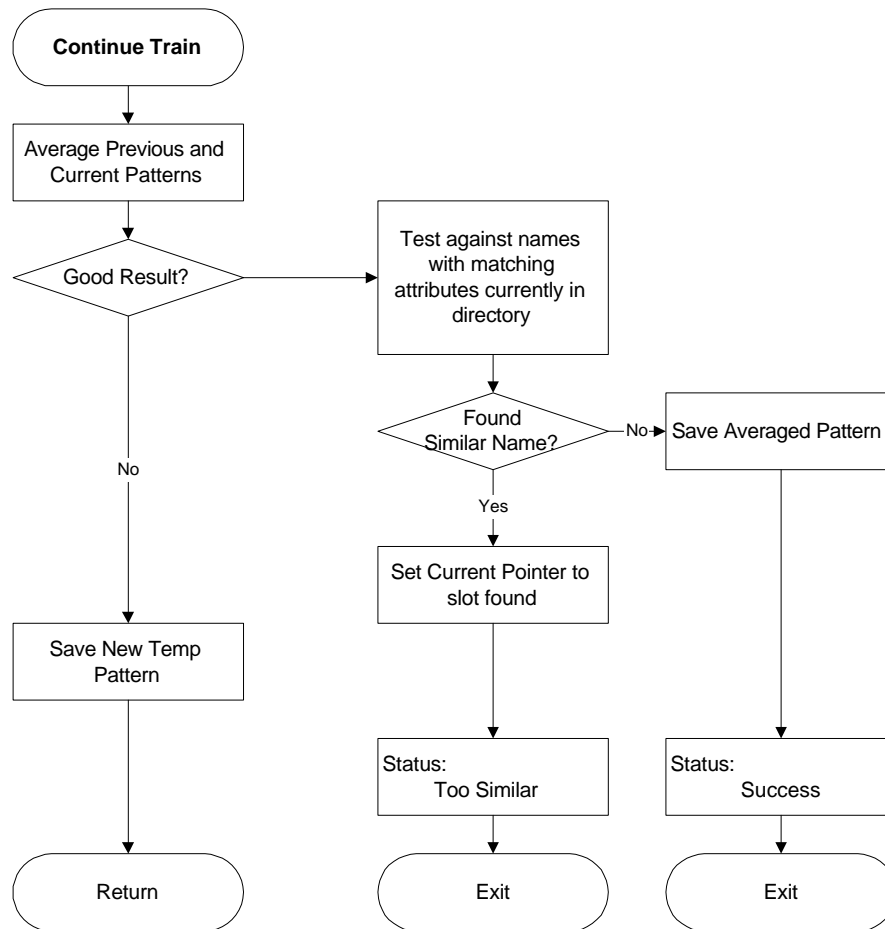 Continue Train
Average Previous and
Current Patterns
Good Result?
Test against names
with matching
attributes currently in
directory
Found
Similar Name?
No
Save Averaged Pattern
No
Yes
Set Current Pointer to
slot found
Save New Temp
Pattern
Status:
Too Similar
Status:
Success
Return
Exit
Exit